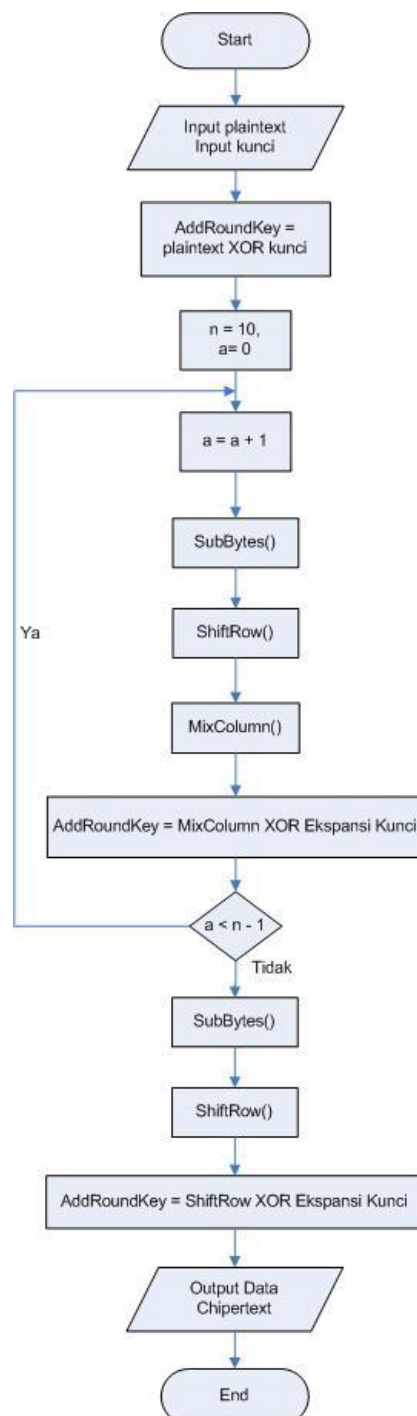 Start
Input plaintext
Input kunci
AddRoundKey =
plaintext XOR kunci
n = 10,
a= 0
a = a + 1
SubBytes()
ShiftRow()
Ya
MixColumn()
AddRoundKey = MixColumn XOR Ekspansi Kunci
a < n - 1
Tidak
SubBytes()
ShiftRow()
AddRoundKey = ShiftRow XOR Ekspansi Kunci
Output Data
Chipertext
End